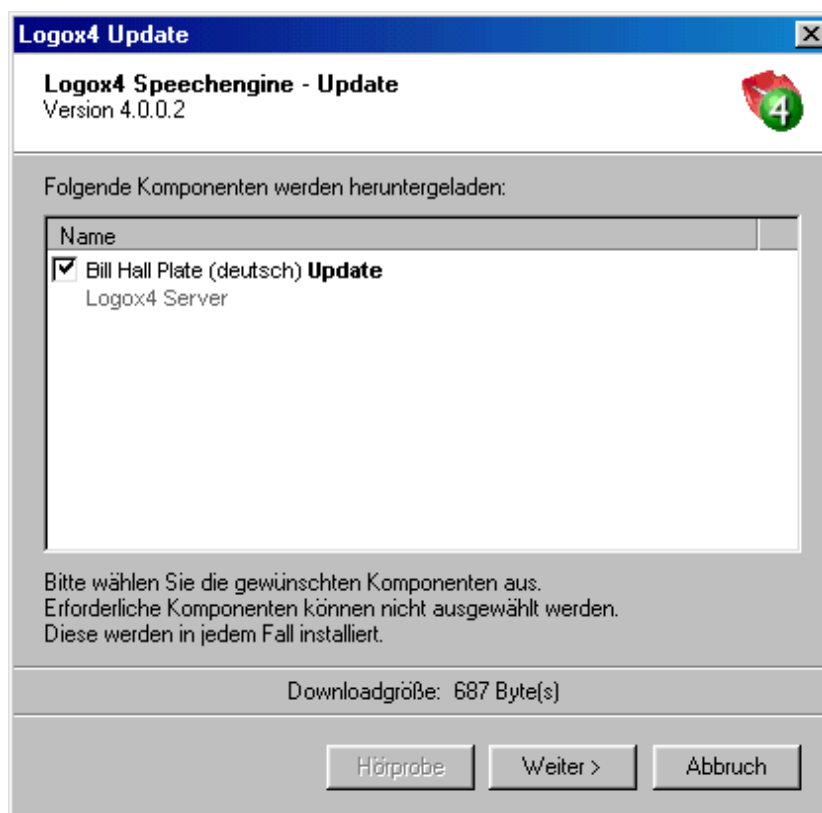 Logox4 Update
Logox4 Speechengine - Update
Version 4.0.0.2
4
Folgende Komponenten werden heruntergeladen:
Name
Bill Hall Plate (deutsch) Update
Logox4 Server
Bitte wählen Sie die gewünschten Komponenten aus.
Erforderliche Komponenten können nicht ausgewählt werden.
Diese werden in jedem Fall installiert.
Downloadgröße: 687 Byte(s)
Hörprobe
Weiter >
Abbruch